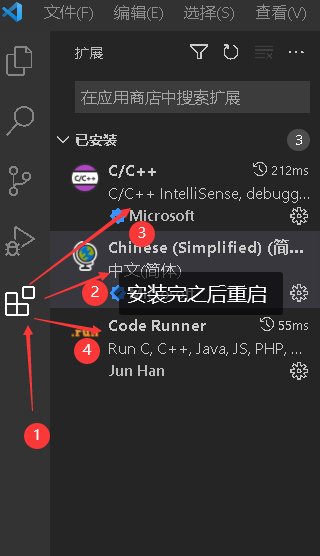 文件(F) 编辑(E) 选择(S) 查看(V)
扩展
在应用商店中搜索扩展
已安装 3
C/C++
C/C++ 212ms
C/C++ IntelliSense, debugg...
Microsoft
3
Chinese (Simplified) (简...
中文(简体)
2
安装完之后重启
Code Runner 55ms
.run
4
Run C, C++, Java, JS, PHP, ...
Jun Han
1